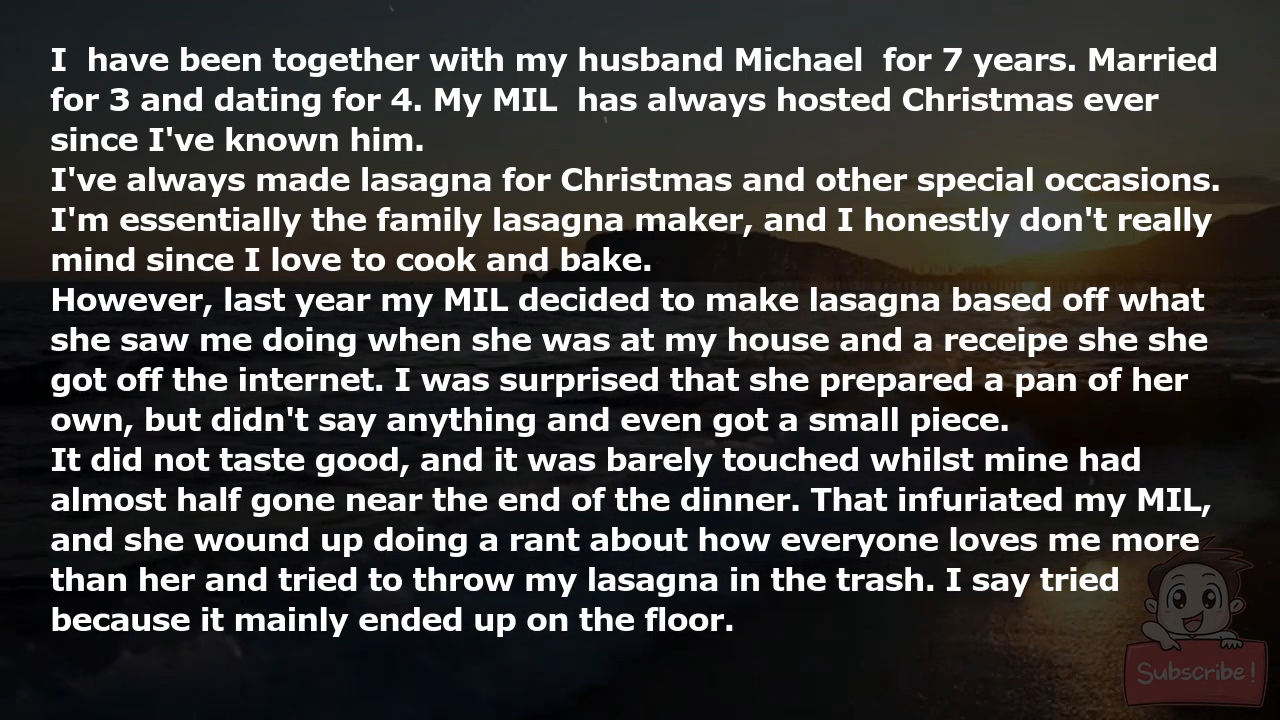 I  have been together with my husband Michael  for 7 years. Married
for 3 and dating for 4. My MIL  has always hosted Christmas ever
since I've known him.
I've always made lasagna for Christmas and other special occasions.
I'm essentially the family lasagna maker, and I honestly don't really
mind since I love to cook and bake.
However, last year my MIL decided to make lasagna based off what
she saw me doing when she was at my house and a receipe she she
got off the internet. I was surprised that she prepared a pan of her
own, but didn't say anything and even got a small piece.
It did not taste good, and it was barely touched whilst mine had
almost half gone near the end of the dinner. That infuriated my MIL,
and she wound up doing a rant about how everyone loves me more
than her and tried to throw my lasagna in the trash. I say tried
because it mainly ended up on the floor.
Subscribe!